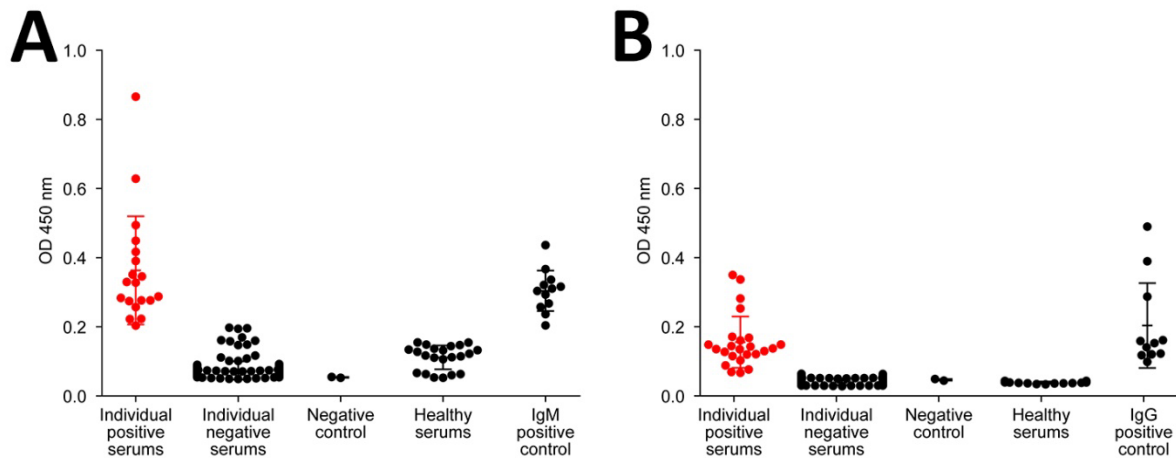 A
OD 450 nm
1.0
0.8
0.6
0.4
0.2
0.0
Individual
positive
serums
Individual
negative
serums
Negative
control
Healthy
serums
IgM
positive
control
B
OD 450 nm
1.0
0.8
0.6
0.4
0.2
0.0
Individual
positive
serums
Individual
negative
serums
Negative
control
Healthy
serums
IgG
positive
control